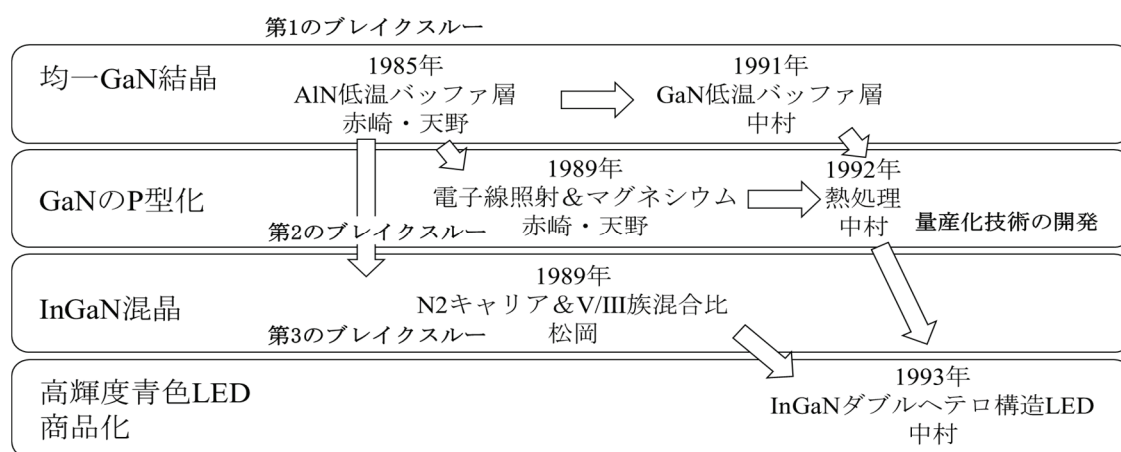 第1のブレイクスルー
均一GaN結晶
1985年
AlN低温バッファ層
赤崎・天野
1991年
GaN低温バッファ層
中村
GaNのP型化
1989年
電子線照射＆マグネシウム
赤崎・天野
1992年
熱処理
中村
第2のブレイクスルー
量産化技術の開発
InGaN混晶
1989年
N2キャリア＆V/III族混合比
松岡
第3のブレイクスルー
高輝度青色LED
商品化
1993年
InGaNダブルヘテロ構造LED
中村